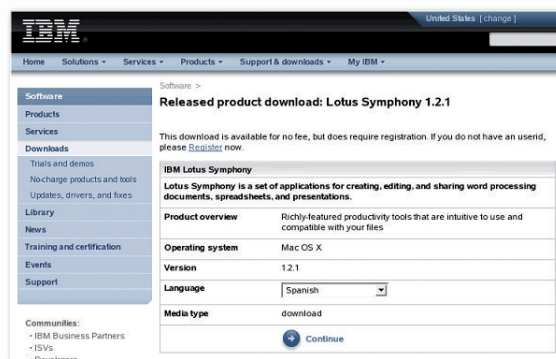 United States [ change ]
IBM®
Home Solutions Services Products Support & downloads My IBM
Software >
Released product download: Lotus Symphony 1.2.1
This download is available for no fee, but does require registration. If you do not have an userid,
please Register now.
Software
Products
Services
Downloads
Trials and demos
No-charge products and tools
Updates, drivers, and fixes
Library
News
Training and certification
Events
Support
Communities:
• IBM Business Partners
• ISVs
IBM Lotus Symphony
Lotus Symphony is a set of applications for creating, editing, and sharing word processing
documents, spreadsheets, and presentations.
Product overview Richly-featured productivity tools that are intuitive to use and
compatible with your files
Operating system Mac OS X
Version 1.2.1
Language Spanish
Media type download
Continue